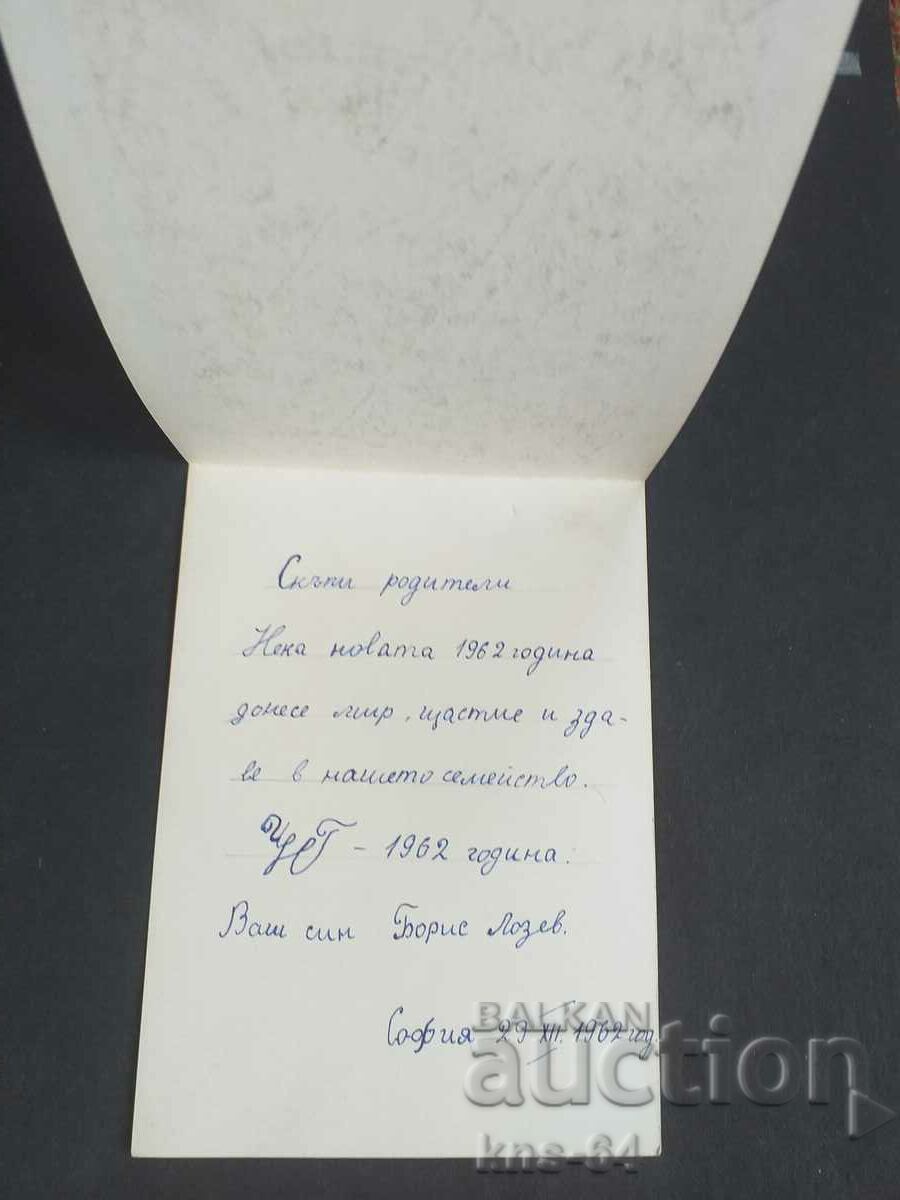 Скъпи родители
Нека новата 1962 година
донесе мир, щастие и здра-
ве в нашето семейство.
ЧНГ - 1962 година.
Ваш син Борис Лозев.
София 29 XII. 1962 год.
BALKAN
auction
kns-64